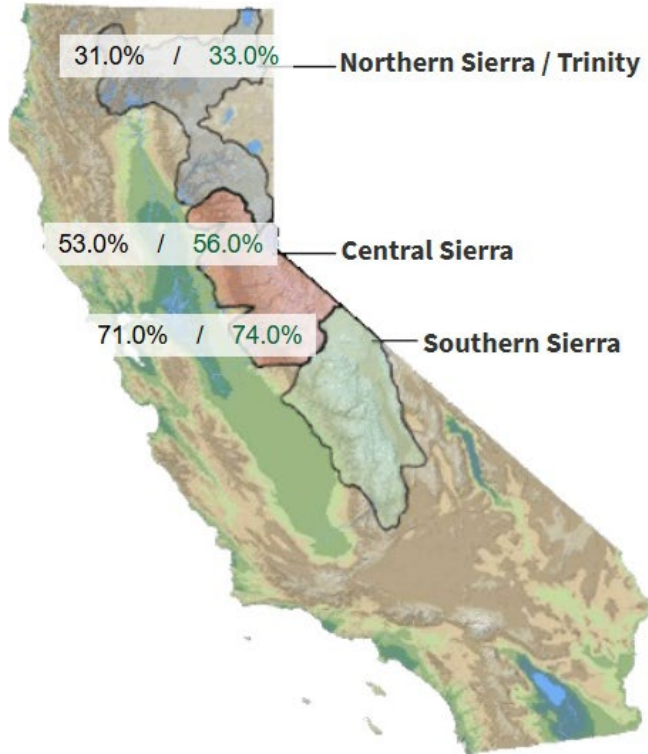 31.0% / 33.0% Northern Sierra / Trinity
53.0% / 56.0% Central Sierra
71.0% / 74.0% Southern Sierra